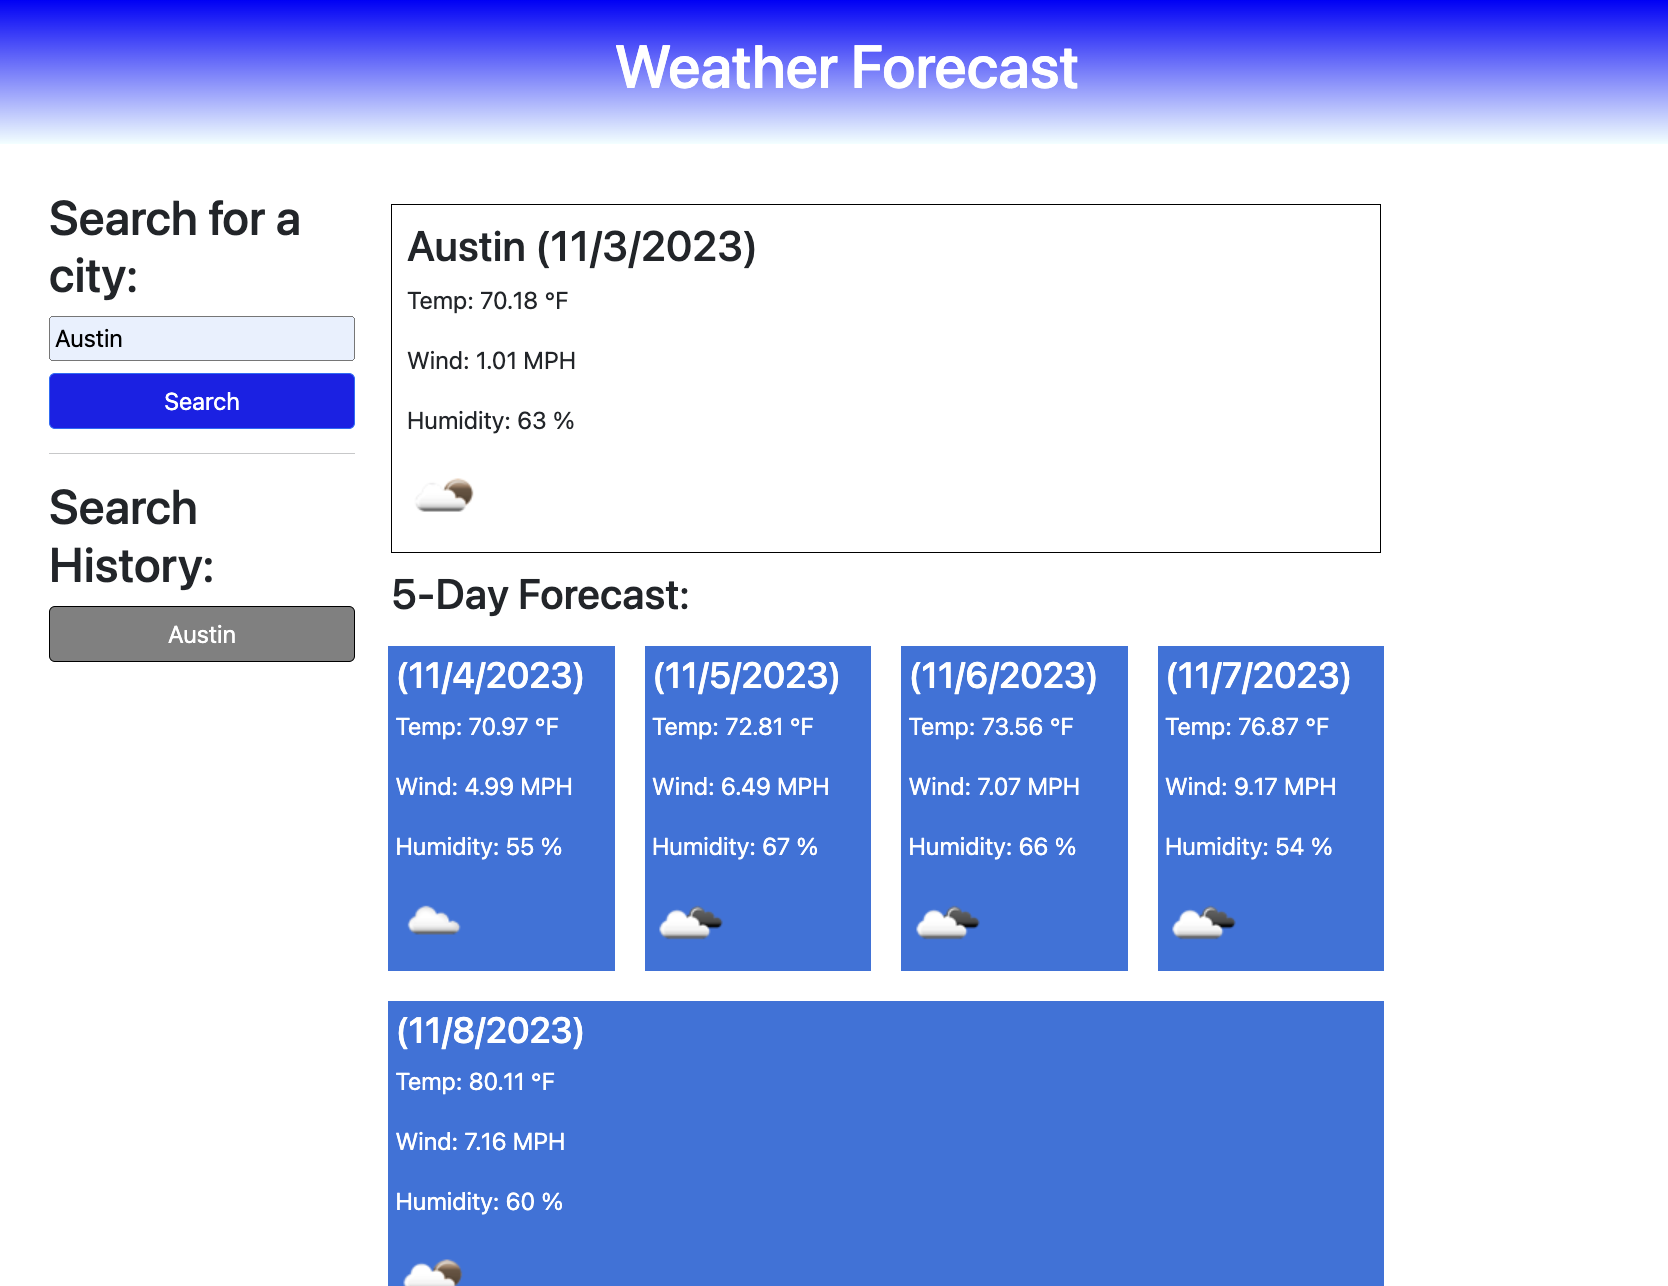 Weather Forecast
Search for a
city:
Austin
Search
Search
History:
Austin
Austin (11/3/2023)
Temp: 70.18 °F
Wind: 1.01 MPH
Humidity: 63 %
5-Day Forecast:
(11/4/2023)
Temp: 70.97 °F
Wind: 4.99 MPH
Humidity: 55 %
(11/5/2023)
Temp: 72.81 °F
Wind: 6.49 MPH
Humidity: 67 %
(11/6/2023)
Temp: 73.56 °F
Wind: 7.07 MPH
Humidity: 66 %
(11/7/2023)
Temp: 76.87 °F
Wind: 9.17 MPH
Humidity: 54 %
(11/8/2023)
Temp: 80.11 °F
Wind: 7.16 MPH
Humidity: 60 %